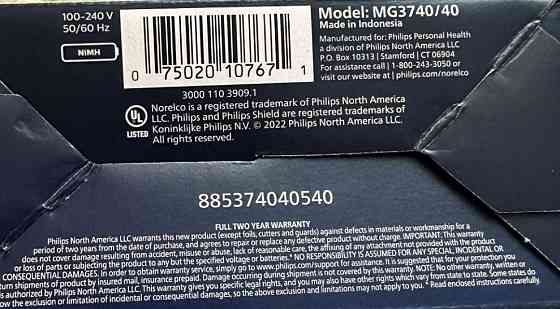 100-240 V
50/60 Hz
NiMH
0 75020 10767 1
Model: MG3740/40
Made in Indonesia
Manufactured for: Philips Personal Health
a division of Philips North America LLC
P.O. Box 10313 | Stamford | CT 06904
For assistance call | 1-800-243-3050 or
visit our website at | philips.com/norelco
3000 110 3909.1
UL
LISTED
Norelco is a registered trademark of Philips North America
LLC. Philips and Philips Shield are registered trademarks of
Koninklijke Philips N.V. © 2022 Philips North America LLC.
All rights reserved.
885374040540
FULL TWO YEAR WARRANTY
Philips North America LLC warrants this new product (except foils, cutters and guards) against defects in materials or workmanship for a
period of two years from the date of purchase, and agrees to repair or replace any defective product without charge. IMPORTANT: This warranty
does not cover damage resulting from accident, misuse or abuse, lack of reasonable care, the affixing of any attachment not provided with the product
or loss of parts or subjecting the product to any but the specified voltage or batteries.* NO RESPONSIBILITY IS ASSUMED FOR ANY SPECIAL, INCIDENTAL OR
CONSEQUENTIAL DAMAGES. In order to obtain warranty service, simply go to www.philips.com/support for assistance. It is suggested that for your protection you
turn shipments of product by insured mail, insurance prepaid. Damage occurring during shipment is not covered by this warranty. NOTE: No other warranty, written or
is authorized by Philips North America LLC. This warranty gives you specific legal rights, and you may also have other rights which vary from state to state. Some states do
ow the exclusion or limitation of incidental or consequential damages, so the above exclusion and limitations may not apply to you. * Read enclosed instructions carefully.